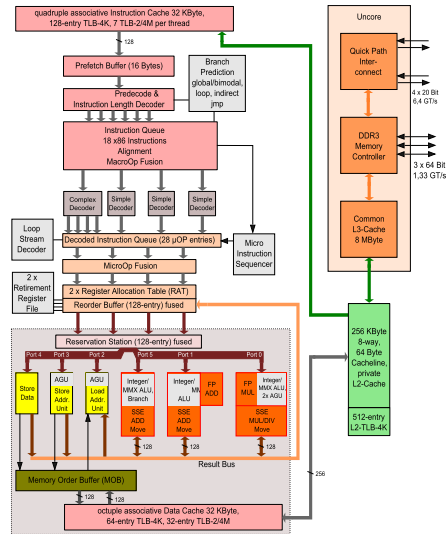 quadruple associative Instruction Cache 32 KByte,
128-entry TLB-4K, 7 TLB-2/4M per thread
128
Prefetch Buffer (16 Bytes)
Predecode &
Instruction Length Decoder
Branch
Prediction
global/bimodal,
loop, indirect
jmp
Instruction Queue
18 x86 Instructions
Alignment
MacroOp Fusion
Complex
Decoder
Simple
Decoder
Simple
Decoder
Simple
Decoder
Loop
Stream
Decoder
Decoded Instruction Queue (28 µOP entries)
Micro
Instruction
Sequencer
MicroOp Fusion
2 x
Retirement
Register
File
2 x Register Allocation Table (RAT)
Reorder Buffer (128-entry) fused
Reservation Station (128-entry) fused
Port 4
Port 3
Port 2
Port 5
Port 1
Port 0
Store
Data
AGU
Store
Addr.
Unit
AGU
Load
Addr.
Unit
Integer/
MMX ALU,
Branch
SSE
ADD
Move
Integer/
MMX
ALU
FP
ADD
SSE
ADD
Move
FP
MUL
Integer/
MMX ALU,
2x AGU
SSE
MUL/DIV
Move
128
128
128
Result Bus
Memory Order Buffer (MOB)
128
128
octuple associative Data Cache 32 KByte,
64-entry TLB-4K, 32-entry TLB-2/4M
256
Uncore
Quick Path
Inter-
connect
4 x 20 Bit
6,4 GT/s
DDR3
Memory
Controller
3 x 64 Bit
1,33 GT/s
Common
L3-Cache
8 MByte
256 KByte
8-way,
64 Byte
Cacheline,
private
L2-Cache
512-entry
L2-TLB-4K